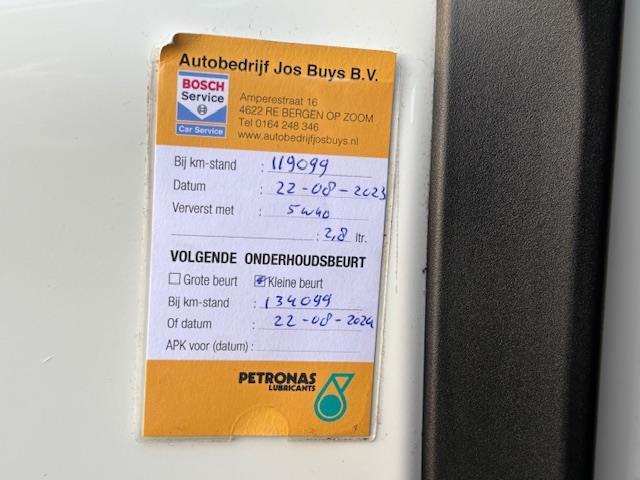 Autobedrijf Jos Buys B.V.
BOSCH
Service
Car Service
Amperestraat 16
4622 RE BERGEN OP ZOOM
Tel 0164 248 346
www.autobedrijfjosbuys.nl
Bij km-stand : 119099
Datum : 22-08-2023
Ververst met : 5w40
: 2,8 ltr.
VOLGENDE ONDERHOUDSBEURT
Grote beurt Kleine beurt
Bij km-stand : 134099
Of datum : 22-08-2024
APK voor (datum) :
PETRONAS
LUBRICANTS